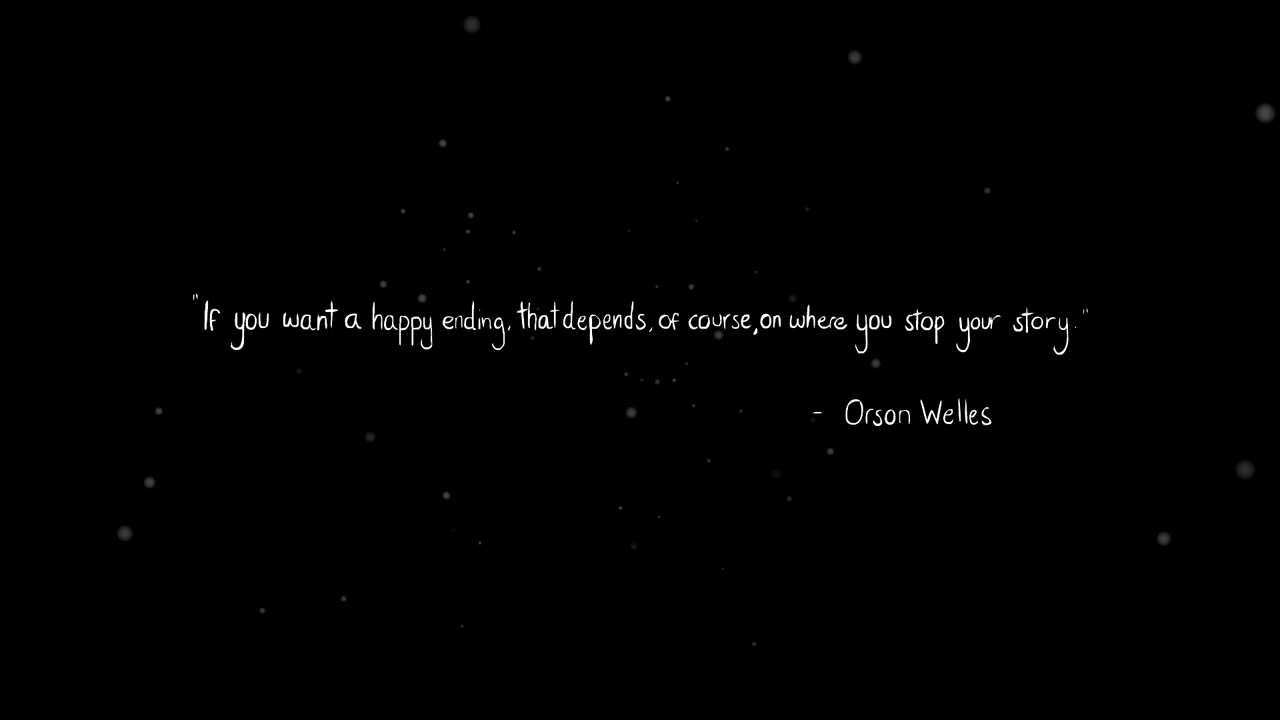 "If you want a happy ending, that depends, of course, on where you stop your story."
- Orson Welles